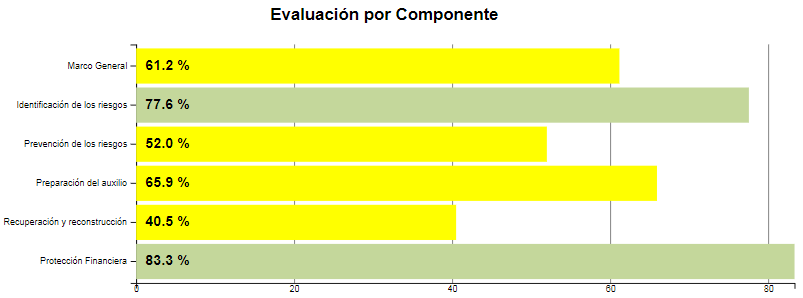 Evaluación por Componente
Marco General 61.2 %
Identificación de los riesgos 77.6 %
Prevención de los riesgos 52.0 %
Preparación del auxilio 65.9 %
Recuperación y reconstrucción 40.5 %
Protección Financiera 83.3 %
0 20 40 60 80